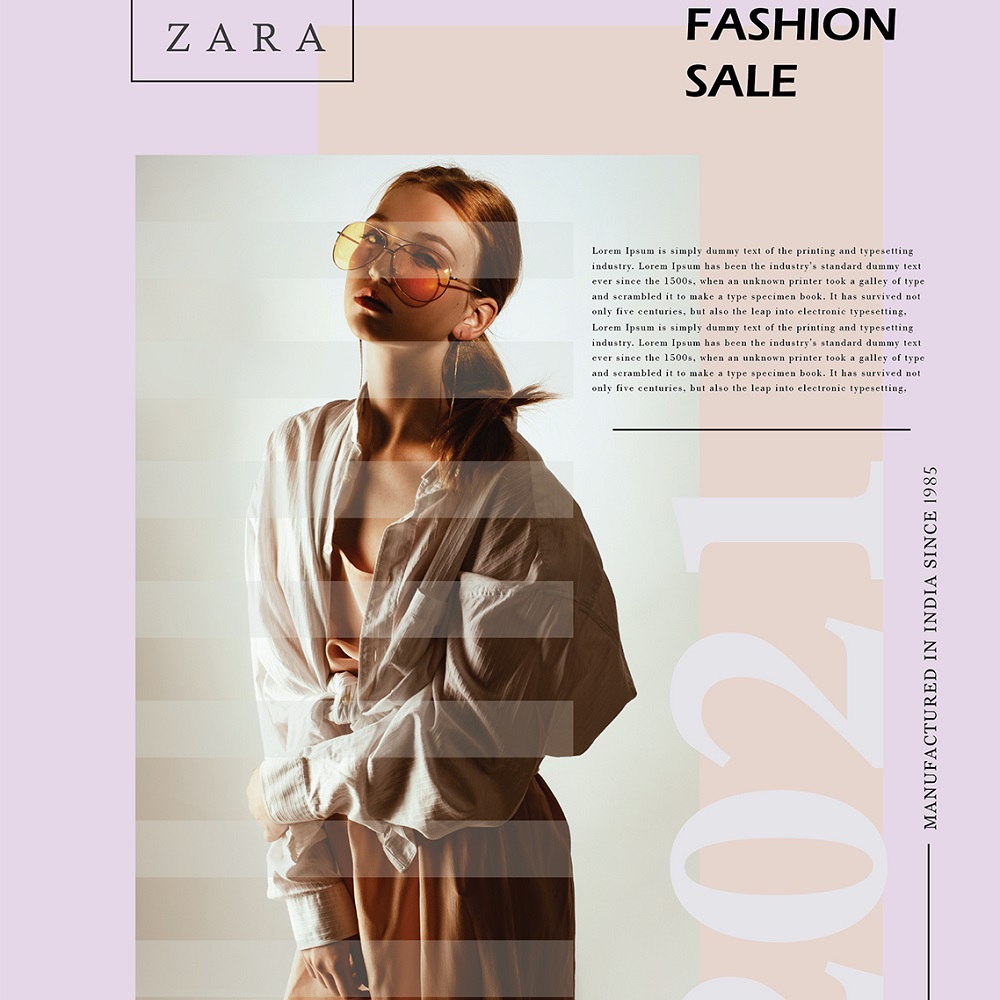 ZARA
FASHION
SALE
Lorem Ipsum is simply dummy text of the printing and typesetting
industry. Lorem Ipsum has been the industry's standard dummy text
ever since the 1500s, when an unknown printer took a galley of type
and scrambled it to make a type specimen book. It has survived not
only five centuries, but also the leap into electronic typesetting,
Lorem Ipsum is simply dummy text of the printing and typesetting
industry. Lorem Ipsum has been the industry's standard dummy text
ever since the 1500s, when an unknown printer took a galley of type
and scrambled it to make a type specimen book. It has survived not
only five centuries, but also the leap into electronic typesetting,
2021
MANUFACTURED IN INDIA SINCE 1985